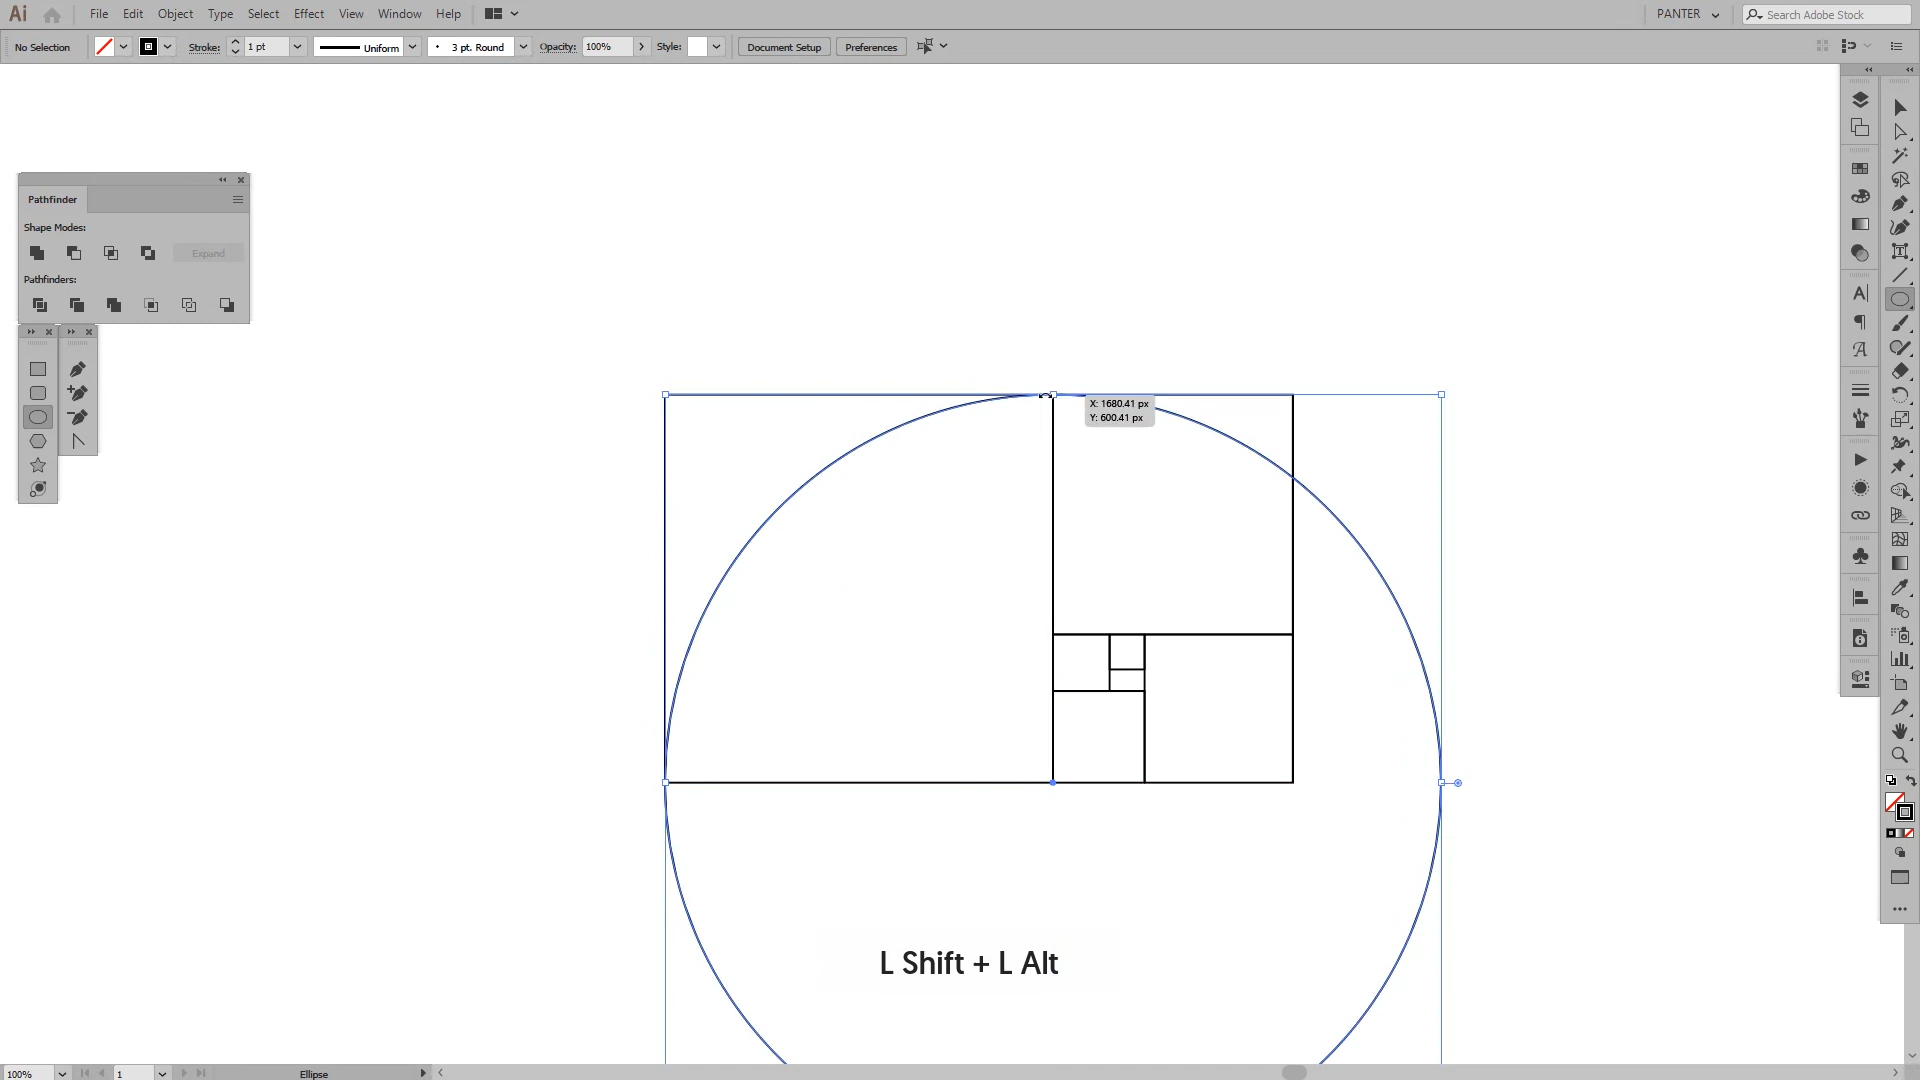 Ai File Edit Object Type Select Effect View Window Help PANTER Search Adobe Stock
No Selection Stroke: 1 pt Uniform 3 pt. Round Opacity: 100% Style: Document Setup Preferences
Pathfinder
Shape Modes:
Expand
Pathfinders:
X: 1680.41 px
Y: 600.41 px
L Shift + L Alt
100% 1 Ellipse